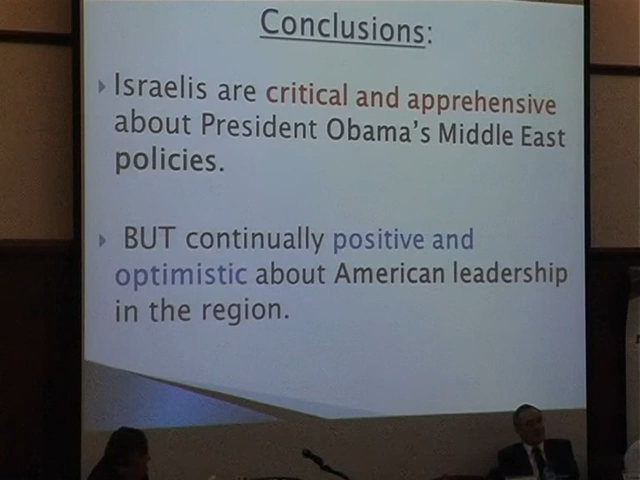 Conclusions:
Israelis are critical and apprehensive
about President Obama's Middle East
policies.
BUT continually positive and
optimistic about American leadership
in the region.